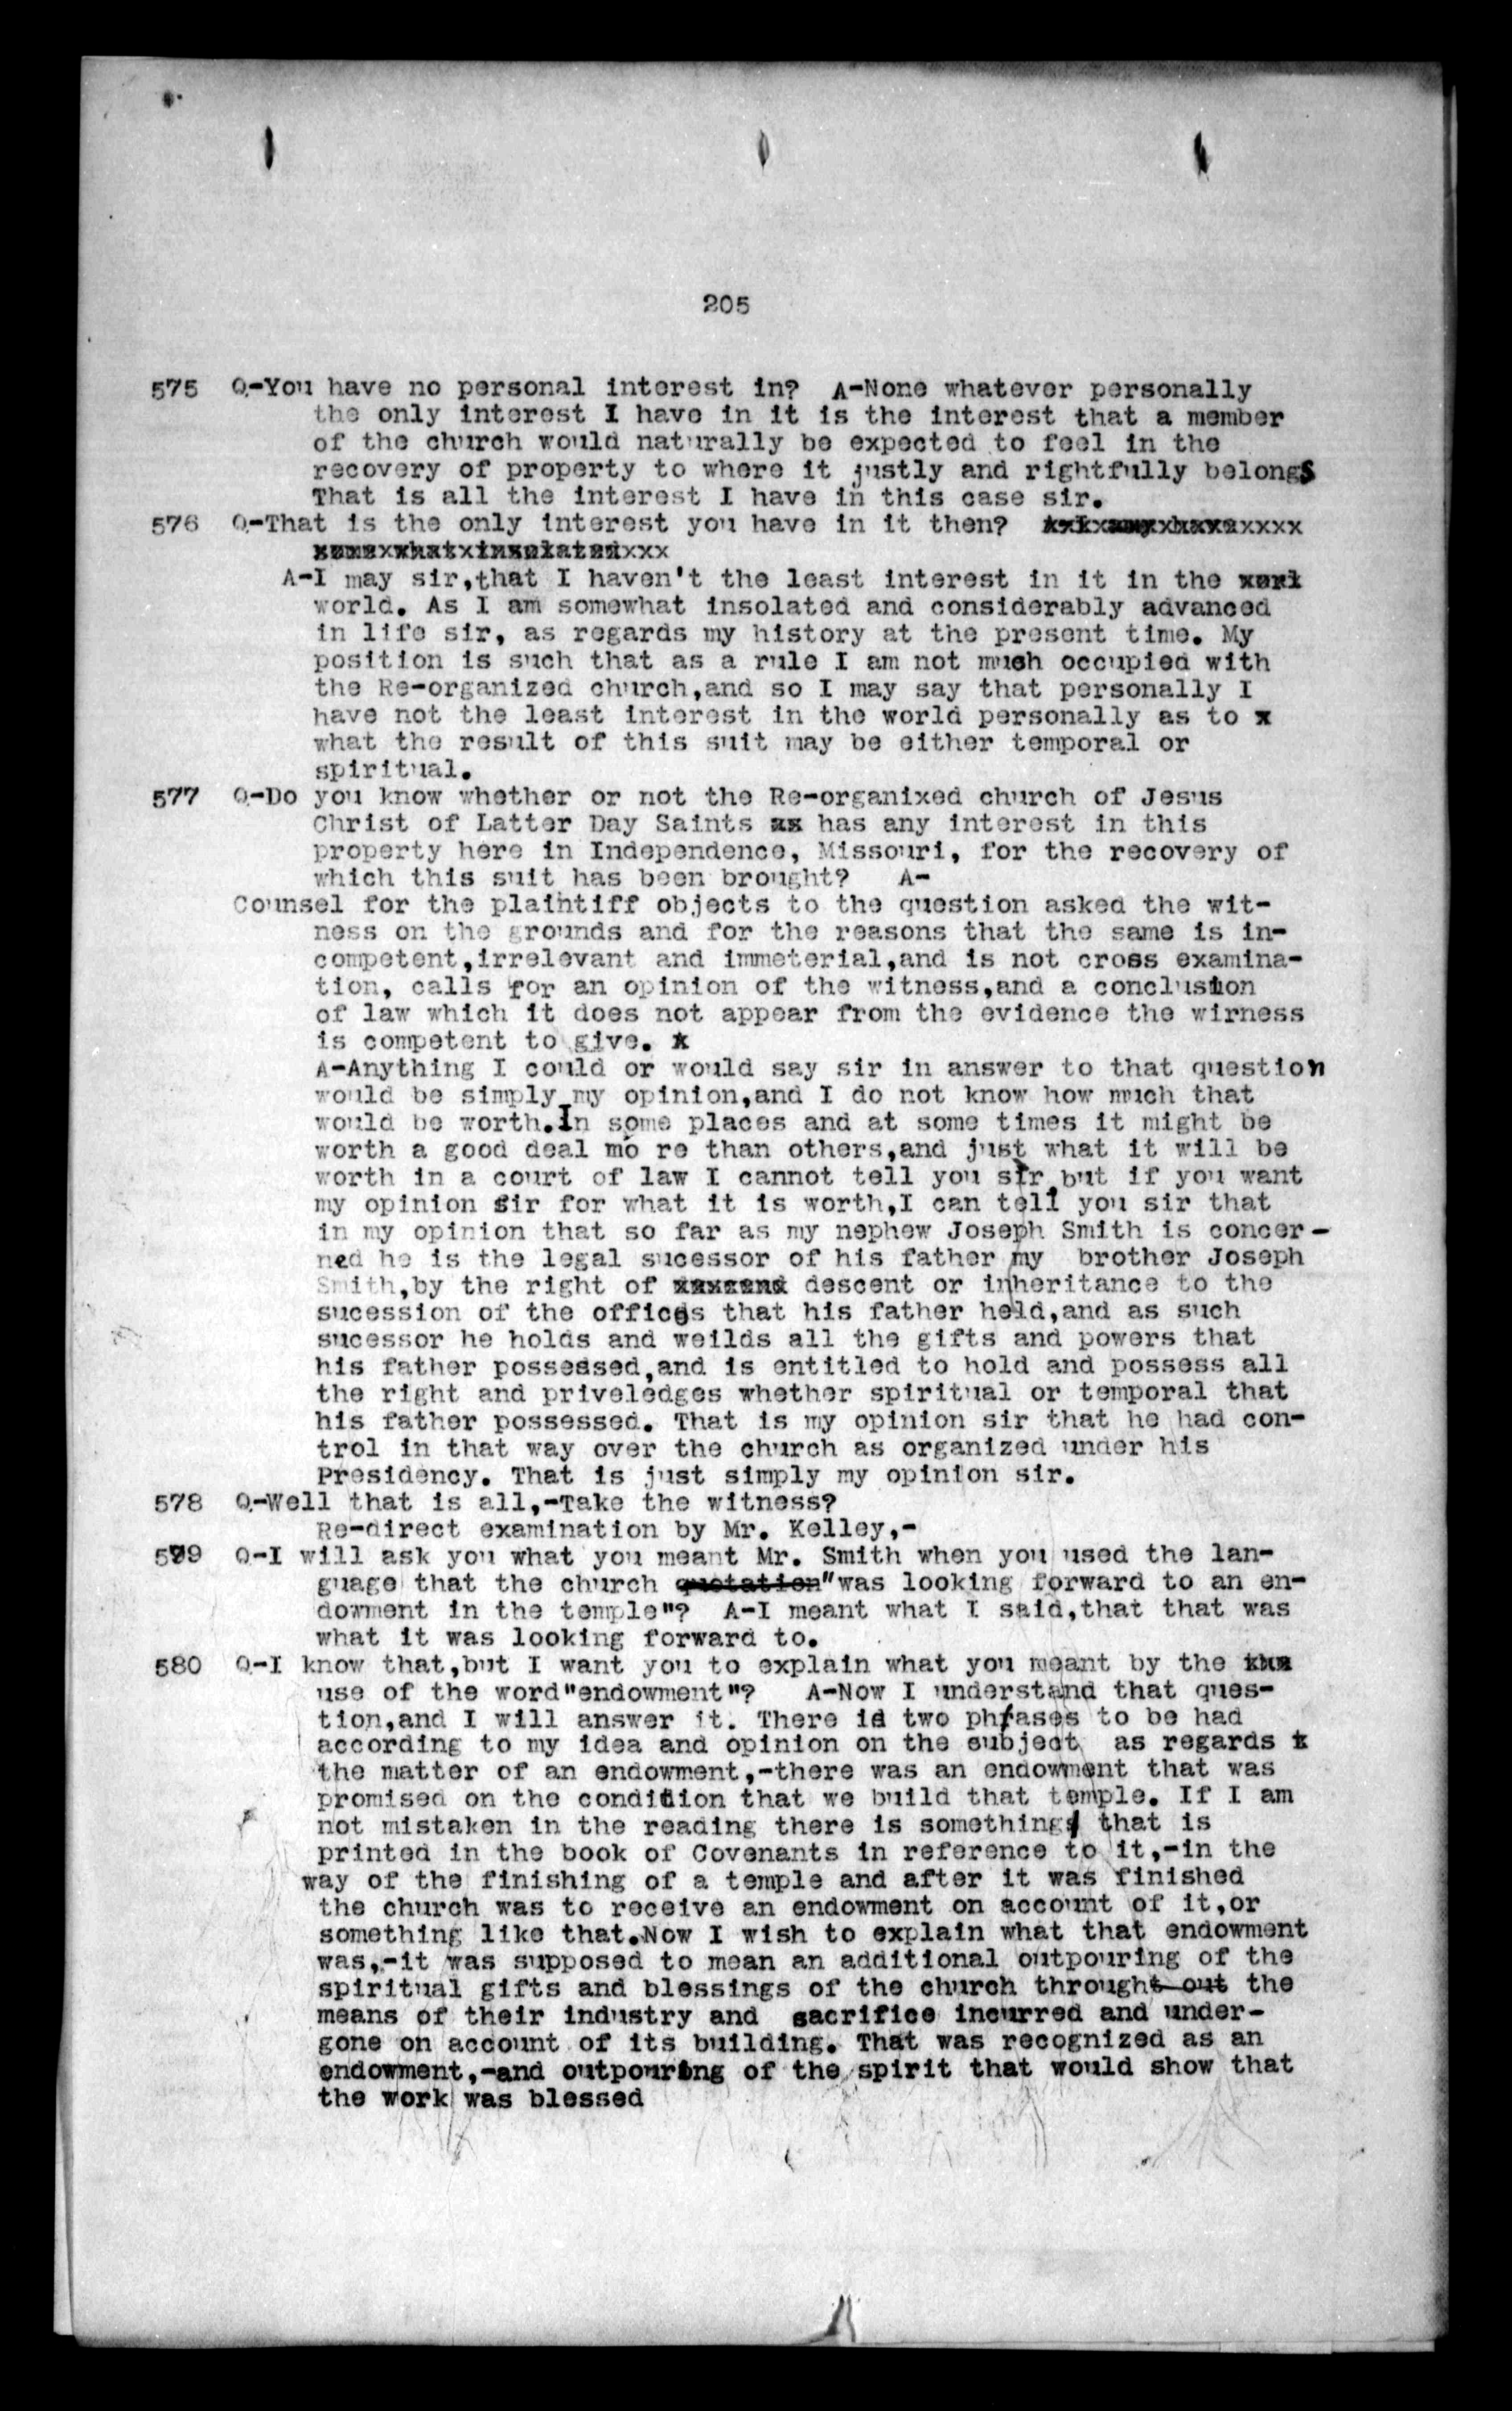 205
575 Q-You have no personal interest in? A-None whatever personally
the only interest I have in it is the interest that a member
of the church would naturally be expected to feel in the
recovery of property to where it justly and rightfully belongs
That is all the interest I have in this case sir.
576 Q-That is the only interest you have in it then?
A-I may sir,that I haven't the least interest in it in the
world. As I am somewhat insolated and considerably advanced
in life sir, as regards my history at the present time. My
position is such that as a rule I am not much occupied with
the Re-organized church,and so I may say that personally I
have not the least interest in the world personally as to x
what the result of this suit may be either temporal or
spiritual.
577 Q-Do you know whether or not the Re-organixed church of Jesus
Christ of Latter Day Saints has any interest in this
property here in Independence, Missouri, for the recovery of
which this suit has been brought? A-
Counsel for the plaintiff objects to the question asked the wit-
ness on the grounds and for the reasons that the same is in-
competent,irrelevant and immeterial,and is not cross examina-
tion, calls for an opinion of the witness,and a conclusion
of law which it does not appear from the evidence the wirness
is competent to give. x
A-Anything I could or would say sir in answer to that question
would be simply my opinion,and I do not know how much that
would be worth.In some places and at some times it might be
worth a good deal mo re than others,and just what it will be
worth in a court of law I cannot tell you sir,but if you want
my opinion sir for what it is worth,I can tell you sir that
in my opinion that so far as my nephew Joseph Smith is concer-
ned he is the legal sucessor of his father my brother Joseph
Smith,by the right of descent or inheritance to the
sucession of the offices that his father held,and as such
sucessor he holds and weilds all the gifts and powers that
his father possessed,and is entitled to hold and possess all
the right and priveledges whether spiritual or temporal that
his father possessed. That is my opinion sir that he had con-
trol in that way over the church as organized under his
Presidency. That is just simply my opinion sir.
578 Q-Well that is all,-Take the witness?
Re-direct examination by Mr. Kelley,-
579 Q-I will ask you what you meant Mr. Smith when you used the lan-
guage that the church quotation"was looking forward to an en-
dowment in the temple"? A-I meant what I said,that that was
what it was looking forward to.
580 Q-I know that,but I want you to explain what you meant by the
use of the word"endowment"? A-Now I understand that ques-
tion,and I will answer it. There is two phrases to be had
according to my idea and opinion on the subject as regards t
the matter of an endowment,-there was an endowment that was
promised on the condition that we build that temple. If I am
not mistaken in the reading there is something that is
printed in the book of Covenants in reference to it,-in the
way of the finishing of a temple and after it was finished
the church was to receive an endowment on account of it,or
something like that.Now I wish to explain what that endowment
was,-it was supposed to mean an additional outpouring of the
spiritual gifts and blessings of the church throught out the
means of their industry and sacrifice incurred and under-
gone on account of its building. That was recognized as an
endowment,-and outpouring of the spirit that would show that
the work was blessed